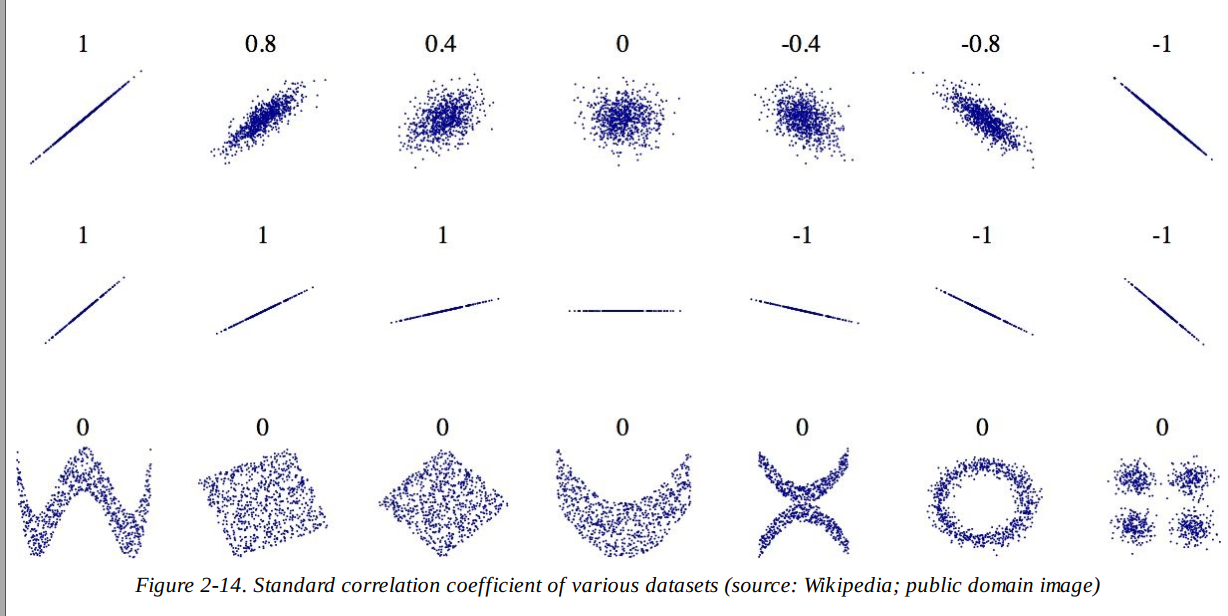 1 0.8 0.4 0 -0.4 -0.8 -1
1 1 1 -1 -1 -1
0 0 0 0 0 0 0
Figure 2-14. Standard correlation coefficient of various datasets (source: Wikipedia; public domain image)